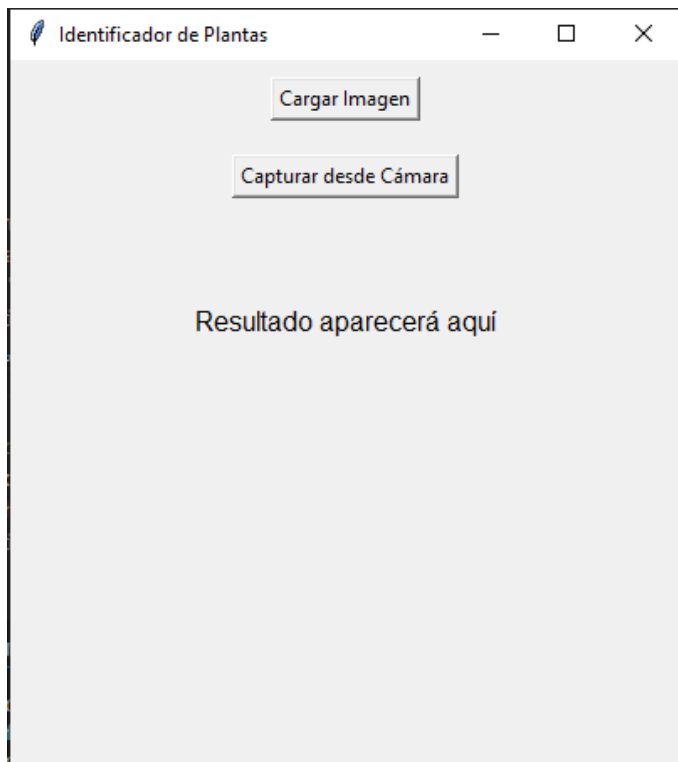 Identificador de Plantas
Cargar Imagen
Capturar desde Cámara
Resultado aparecerá aquí